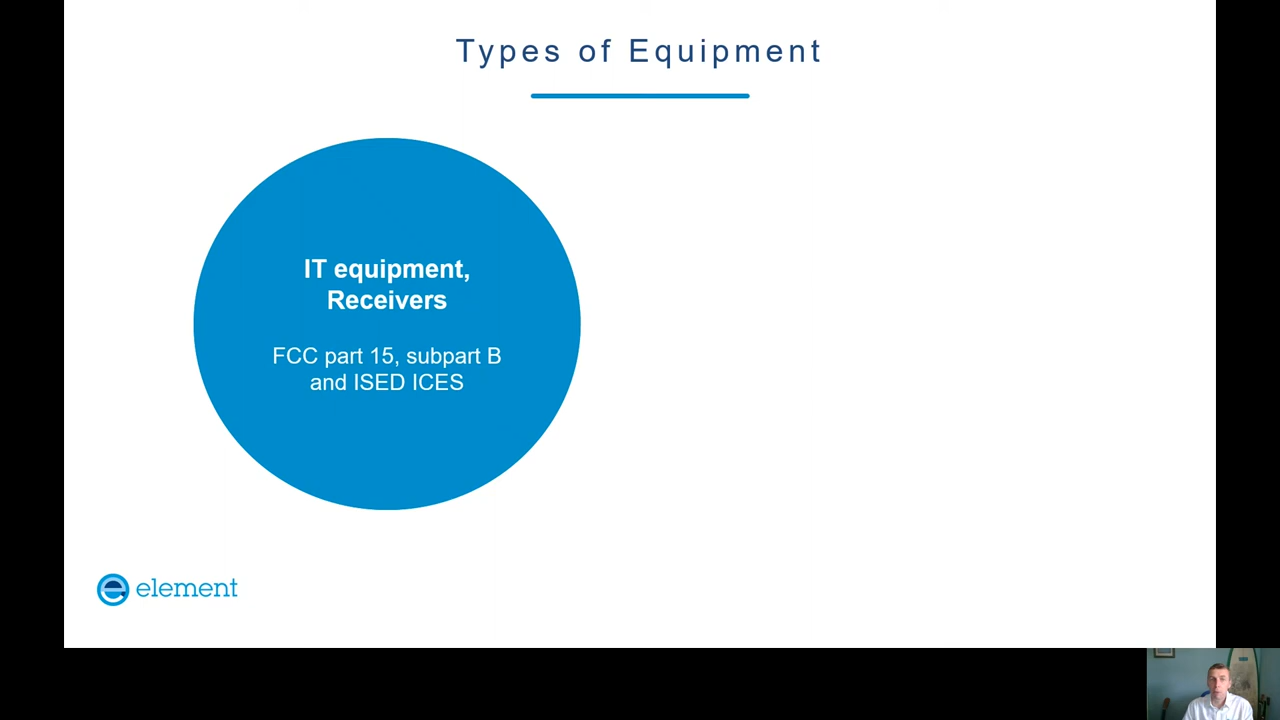 Types of Equipment
IT equipment,
Receivers
FCC part 15, subpart B
and ISED ICES
element